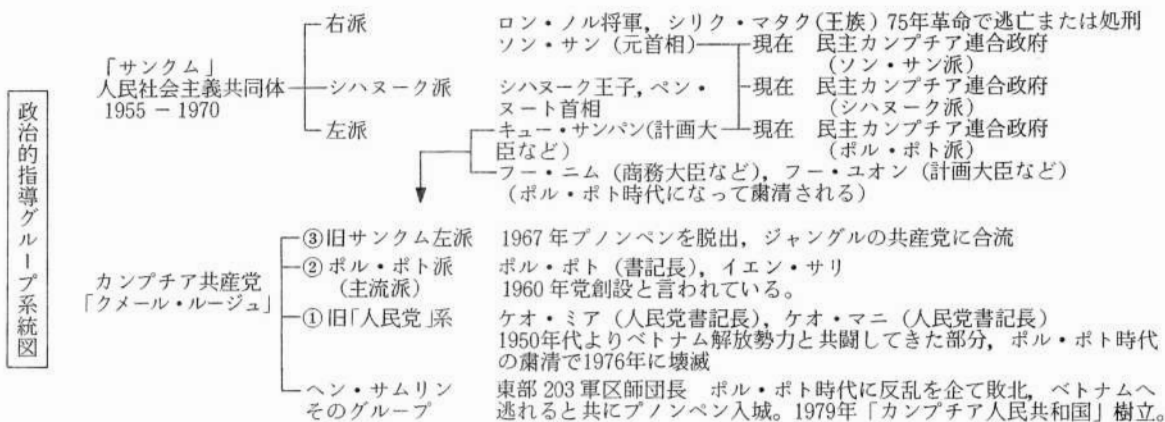 政治的指導グループ系統図
「サンクム」
人民社会主義共同体
1955 − 1970
右派
ロン・ノル将軍，シリク・マタク(王族) 75年革命で逃亡または処刑
ソン・サン (元首相)
現在 民主カンプチア連合政府
(ソン・サン派)
シハヌーク派
シハヌーク王子，ペン・
ヌート首相
現在 民主カンプチア連合政府
(シハヌーク派)
左派
キュー・サンパン(計画大
臣など)
現在 民主カンプチア連合政府
(ポル・ポト派)
フー・ニム (商務大臣など)，フー・ユオン (計画大臣など)
(ポル・ポト時代になって粛清される)
カンプチア共産党
「クメール・ルージュ」
③旧サンクム左派 1967年プノンペンを脱出，ジャングルの共産党に合流
②ポル・ポト派 ポル・ポト (書記長)，イエン・サリ
(主流派) 1960年党創設と言われている。
①旧「人民党」系 ケオ・ミア (人民党書記長)，ケオ・マニ (人民党書記長)
1950年代よりベトナム解放勢力と共闘してきた部分，ポル・ポト時代
の粛清で1976年に壊滅
ヘン・サムリン 東部203軍区師団長 ポル・ポト時代に反乱を企て敗北，ベトナムへ
そのグループ 逃れると共にプノンペン入城。1979年「カンプチア人民共和国」樹立。